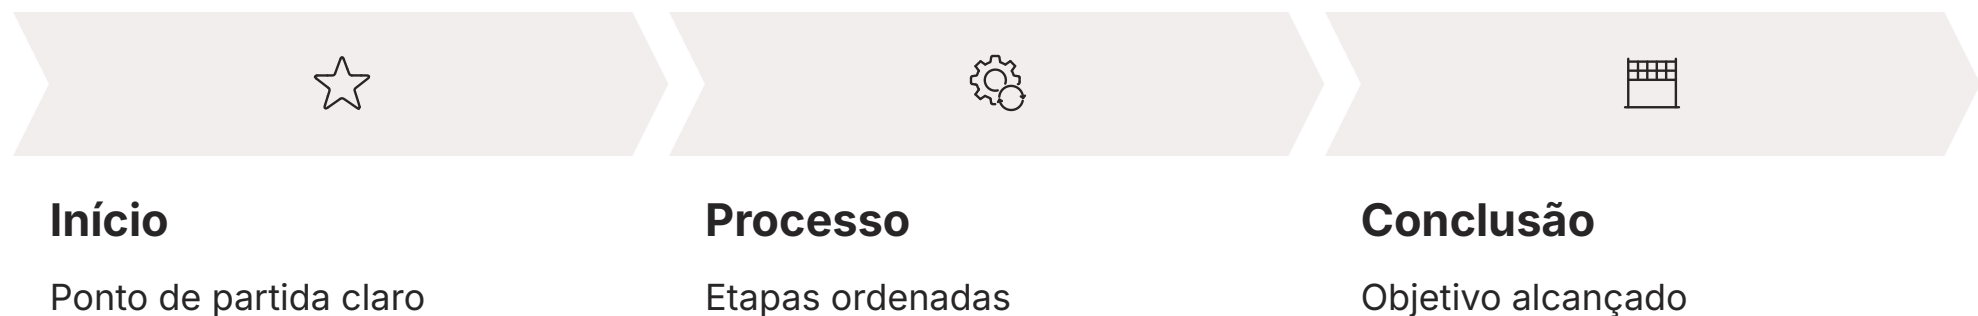 Início
Ponto de partida claro
Processo
Etapas ordenadas
Conclusão
Objetivo alcançado